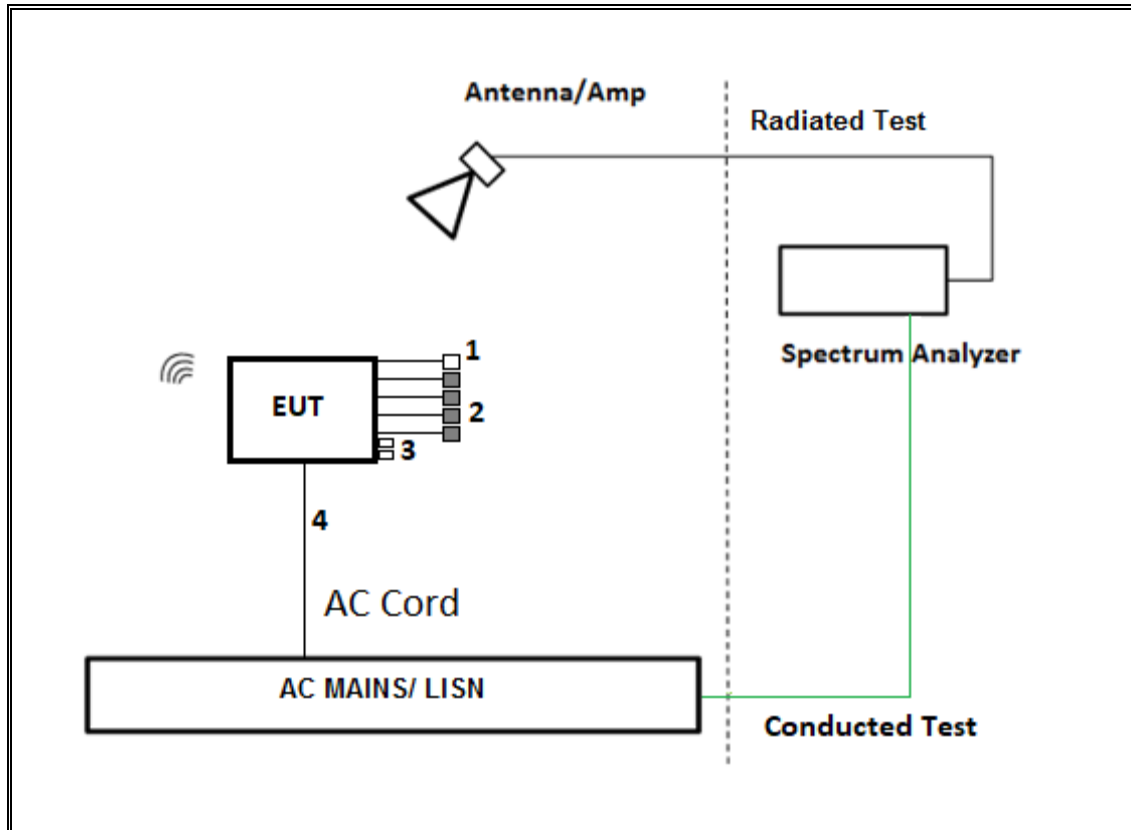 Antenna/Amp
Radiated Test
Spectrum Analyzer
1
EUT
2
3
4
AC Cord
AC MAINS/ LISN
Conducted Test